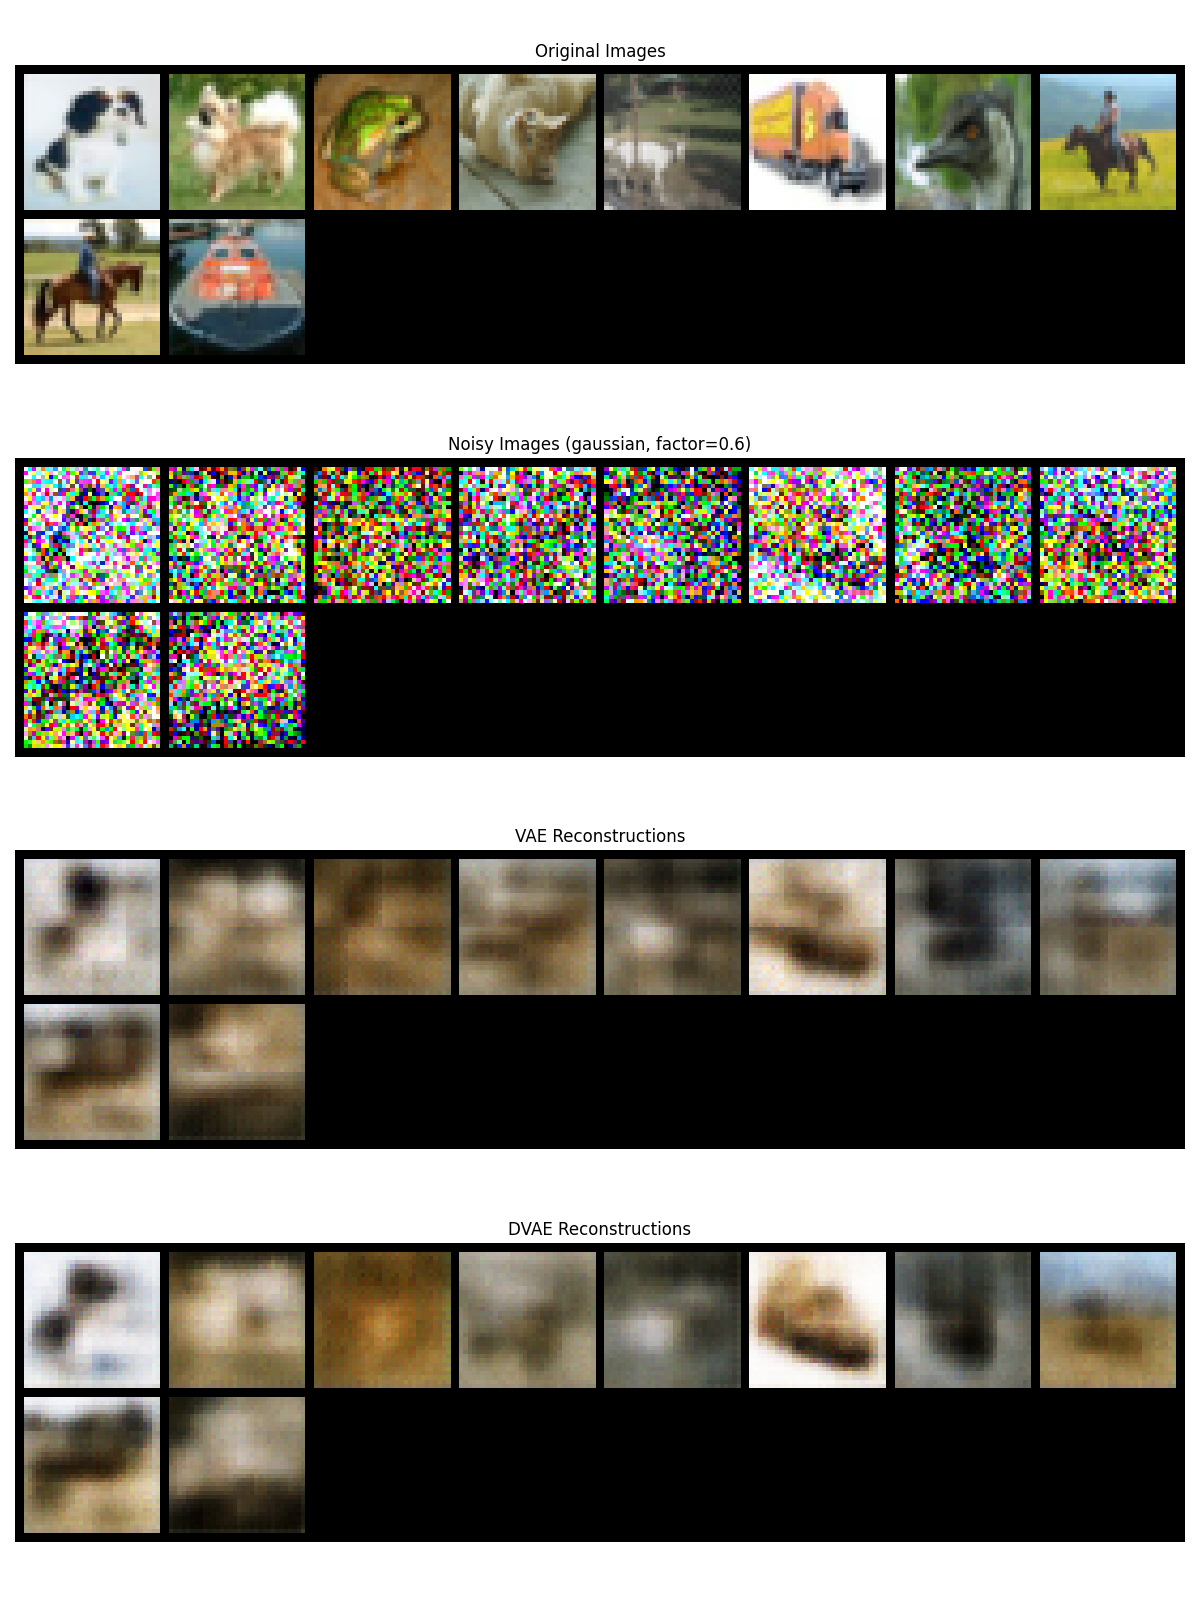 Original Images
Noisy Images (gaussian, factor=0.6)
VAE Reconstructions
DVAE Reconstructions